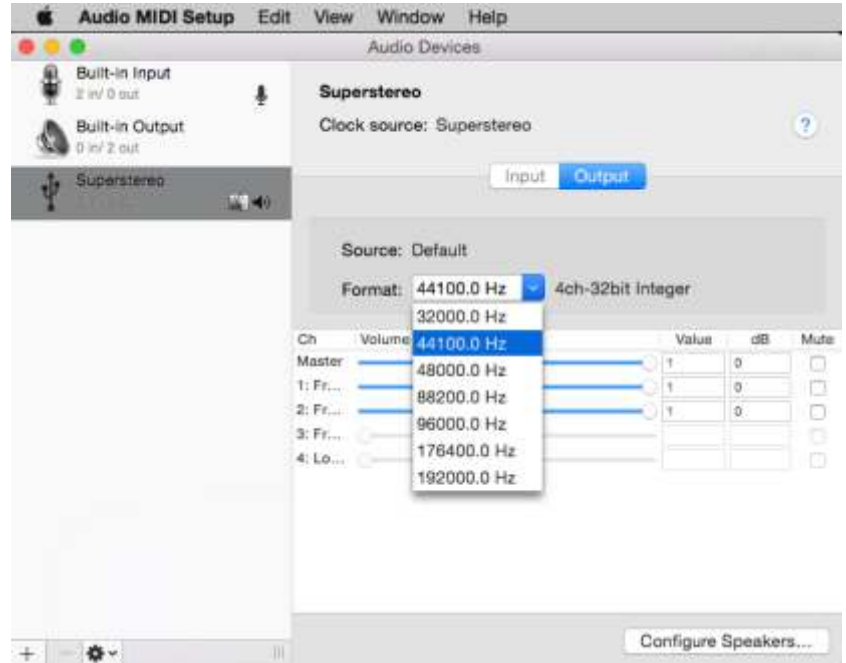 Audio MIDI Setup Edit View Window Help
Audio Devices
Built-in Input
2 in/ 0 out
Built-in Output
0 in/ 2 out
Superstereo
Superstereo
Clock source: Superstereo
?
Input Output
Source: Default
Format: 44100.0 Hz 4ch-32bit Integer
32000.0 Hz
44100.0 Hz
48000.0 Hz
88200.0 Hz
96000.0 Hz
176400.0 Hz
192000.0 Hz
Ch Volume Value dB Mute
Master 1 0
1: Fr... 1 0
2: Fr... 1 0
3: Fr...
4: Lo...
Configure Speakers...